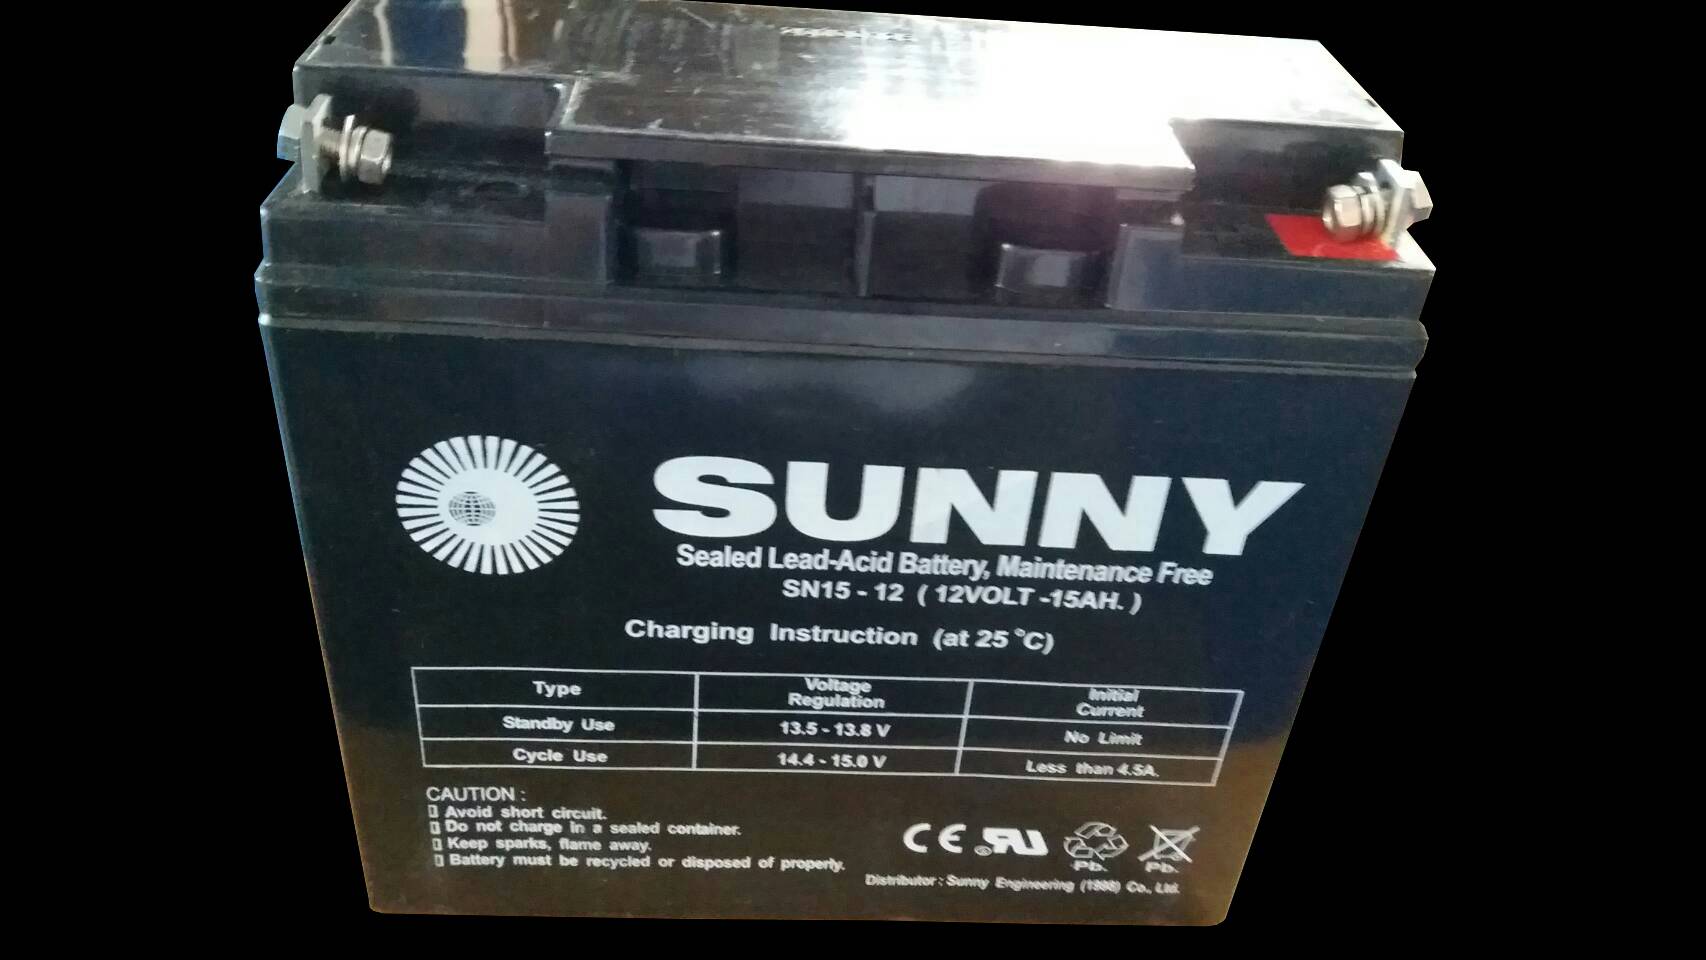 SUNNY
Sealed Lead-Acid Battery, Maintenance Free
SN15 - 12 ( 12VOLT -15AH. )
Charging Instruction (at 25 °C)
Type Voltage Regulation Initial Current
Standby Use 13.5 - 13.8 V No Limit
Cycle Use 14.4 - 15.0 V Less than 4.5A.
CAUTION :
Avoid short circuit.
Do not charge in a sealed container.
Keep sparks, flame away.
Battery must be recycled or disposed of properly.
CE RU ® Pb. Pb.
Distributor : Sunny Engineering (1998) Co., Ltd.